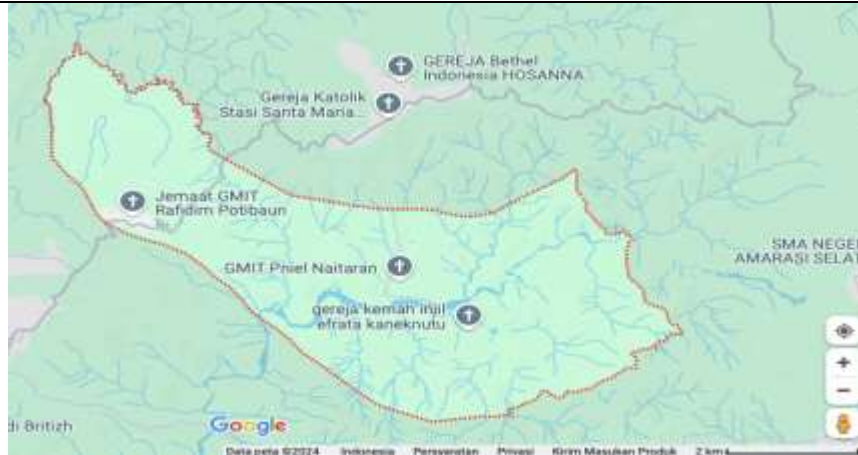 GEREJA Bethel
Indonesia HOSANNA
Gereja Katolik
Stasi Santa Maria...
Jemaat GMIT
Rafidim Potibaun
GMIT Pniel Naitaran
gereja kemah injil
efrata kaneknutu
SMA NEGE
AMARASI SELAT
di Britizh
Google
Data peta ©2024 Indonesia Persyaratan Privasi Kirim Masukan Produk 2 km